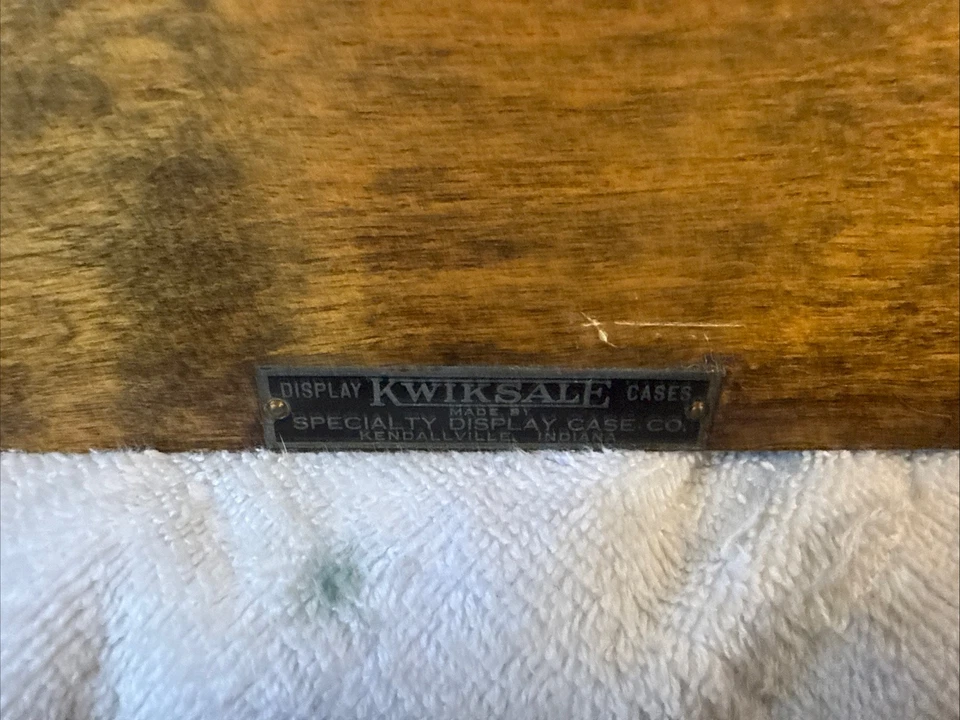 DISPLAY KWIKSALE CASES
MADE BY
SPECIALTY DISPLAY CASE CO.
KENDALLVILLE, INDIANA